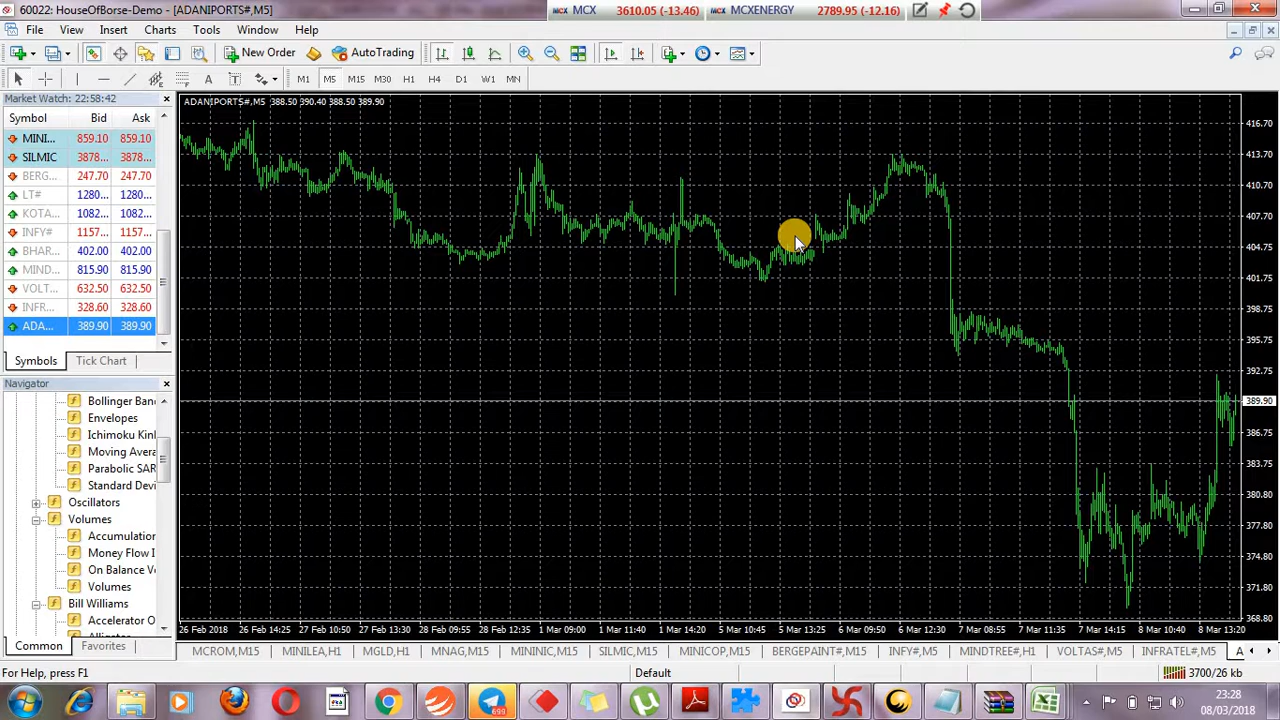 60022: HouseOfBorse-Demo - [ADANIPORTS#,M5]
MCX MCX 3610.05 (-13.46) MCX MCXENERGY 2789.95 (-12.16)
File View Insert Charts Tools Window Help
New Order AutoTrading
A T M1 M5 M15 M30 H1 H4 D1 W1 MN
Market Watch: 22:58:42
Symbol Bid Ask
MINI... 859.10 859.10
SILMIC 3878... 3878...
BERG... 247.70 247.70
LT# 1280... 1280...
KOTA... 1082... 1082...
INFY# 1157... 1157...
BHAR... 402.00 402.00
MIND... 815.90 815.90
VOLT... 632.50 632.50
INFR... 328.60 328.60
ADA... 389.90 389.90
Symbols Tick Chart
Navigator
Bollinger Ban
Envelopes
Ichimoku Kin
Moving Avera
Parabolic SAR
Standard Devi
Oscillators
Volumes
Accumulation
Money Flow I
On Balance V
Volumes
Bill Williams
Accelerator O
Alligator
Common Favorites
ADANIPORTS#,M5 388.50 390.40 388.50 389.90
416.70
413.70
410.70
407.70
404.75
401.75
398.75
395.75
392.75
389.90
386.75
383.75
380.80
377.80
374.80
371.80
368.80
26 Feb 2018 26 Feb 14:25 27 Feb 10:50 27 Feb 13:30 28 Feb 09:55 28 Feb 12:35 1 Mar 09:00 1 Mar 11:40 1 Mar 14:20 5 Mar 10:45 5 Mar 13:25 6 Mar 09:50 6 Mar 12:30 7 Mar 08:55 7 Mar 11:35 7 Mar 14:15 8 Mar 10:40 8 Mar 13:20
MCROM,M15 MINILEA,H1 MGLD,H1 MNAG,M15 MININIC,M15 SILMIC,M15 MINICOP,M15 BERGEPAINT#,M15 INFY#,M5 MINDTREE#,H1 VOLTAS#,M5 INFRATEL#,M5 A
For Help, press F1 Default 3700/26 kb
690
23:28
08/03/2018